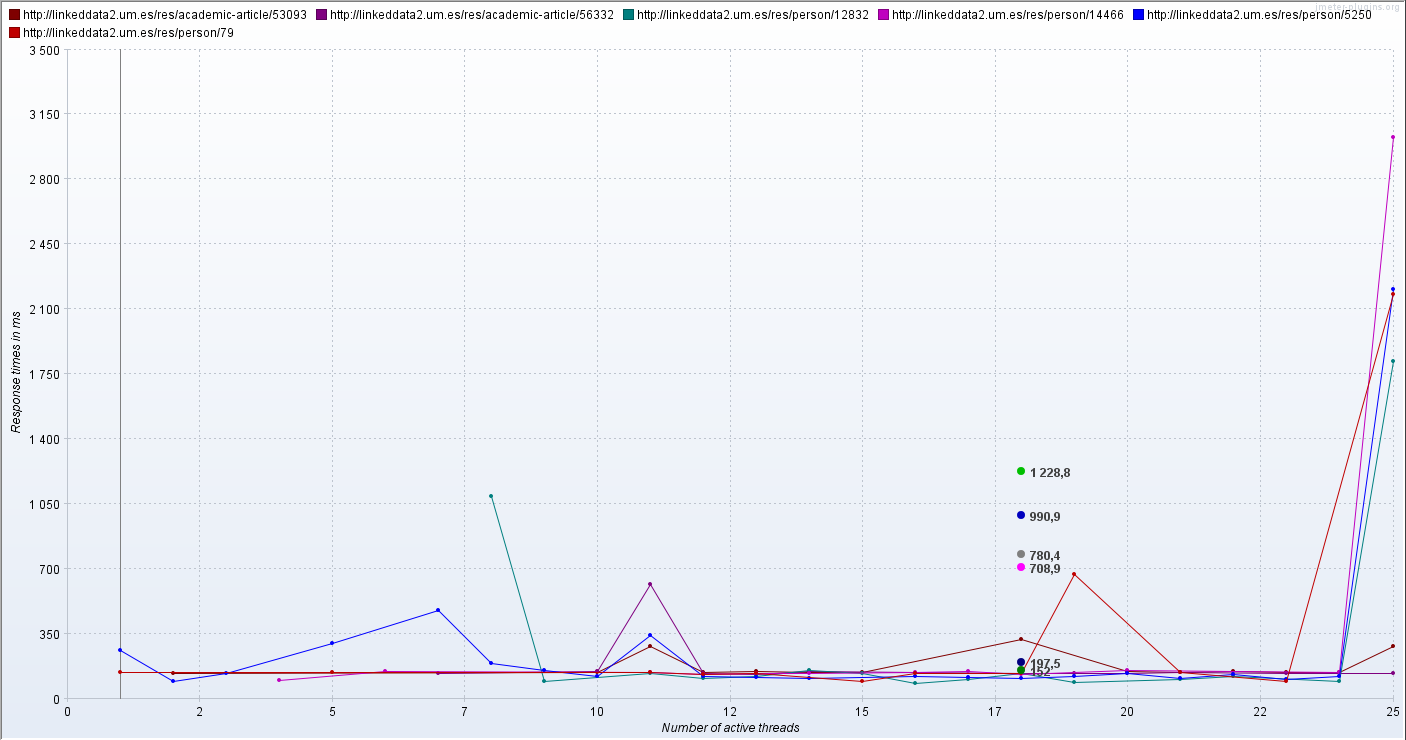 http://linkeddata2.um.es/res/academic-article/53093 http://linkeddata2.um.es/res/academic-article/56332 http://linkeddata2.um.es/res/person/12832 http://linkeddata2.um.es/res/person/14466 http://linkeddata2.um.es/res/person/5250
jmeter-plugins.org
http://linkeddata2.um.es/res/person/79
3 500
3 150
2 800
2 450
2 100
1 750
1 400
1 050
700
350
0
Response times in ms
1 228,8
990,9
780,4
708,9
197,5
152
0 2 5 7 10 12 15 17 20 22 25
Number of active threads